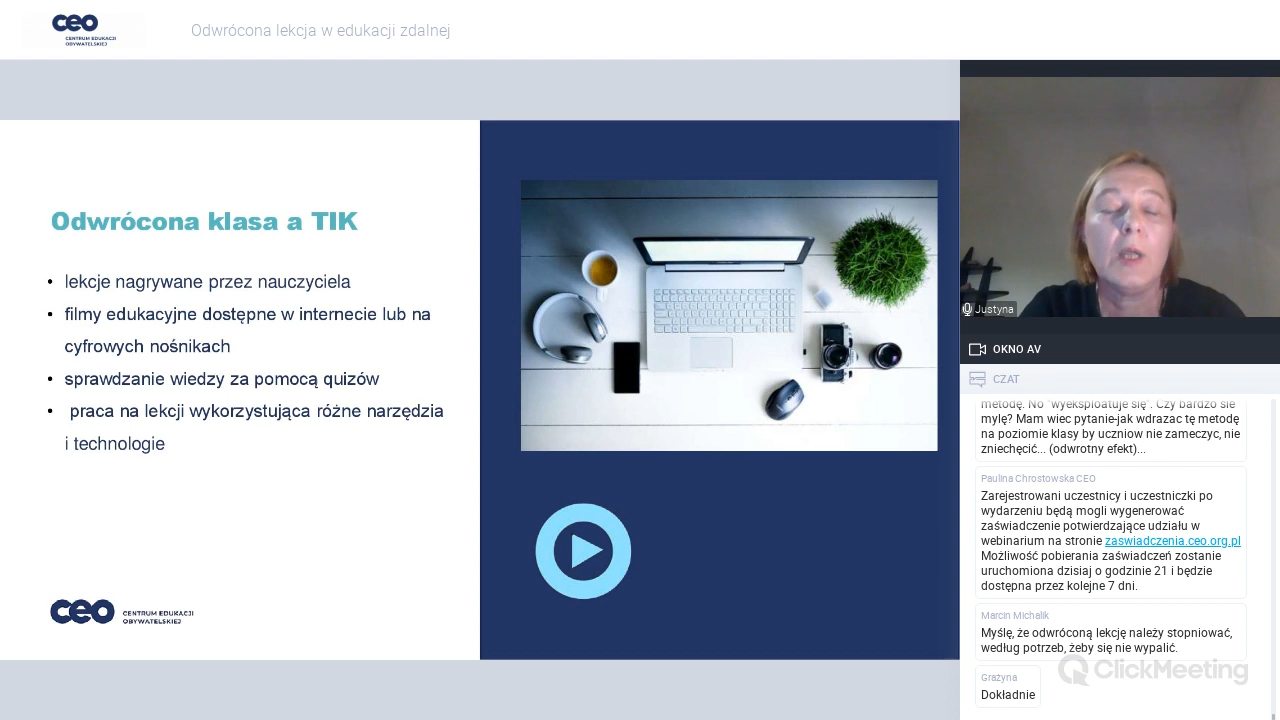 ceo
CENTRUM EDUKACJI
OBYWATELSKIEJ
Odwrócona lekcja w edukacji zdalnej
Odwrócona klasa a TIK
• lekcje nagrywane przez nauczyciela
• filmy edukacyjne dostępne w internecie lub na
cyfrowych nośnikach
• sprawdzanie wiedzy za pomocą quizów
• praca na lekcji wykorzystująca różne narzędzia
i technologie
ceo
CENTRUM EDUKACJI
OBYWATELSKIEJ
Justyna
OKNO AV
CZAT
metodę. No "wyeksploatuje się". Czy bardzo sie
mylę? Mam wiec pytanie-jak wdrazac tę metodę
na poziomie klasy by uczniow nie zameczyc, nie
zniechęcić... (odwrotny efekt)...
Paulina Chrostowska CEO
Zarejestrowani uczestnicy i uczestniczki po
wydarzeniu będą mogli wygenerować
zaświadczenie potwierdzające udziału w
webinarium na stronie zaswiadczenia.ceo.org.pl
Możliwość pobierania zaświadczeń zostanie
uruchomiona dzisiaj o godzinie 21 i będzie
dostępna przez kolejne 7 dni.
Marcin Michalik
Myślę, że odwróconą lekcję należy stopniować,
według potrzeb, żeby się nie wypalić.
ClickMeeting
Grażyna
Dokładnie